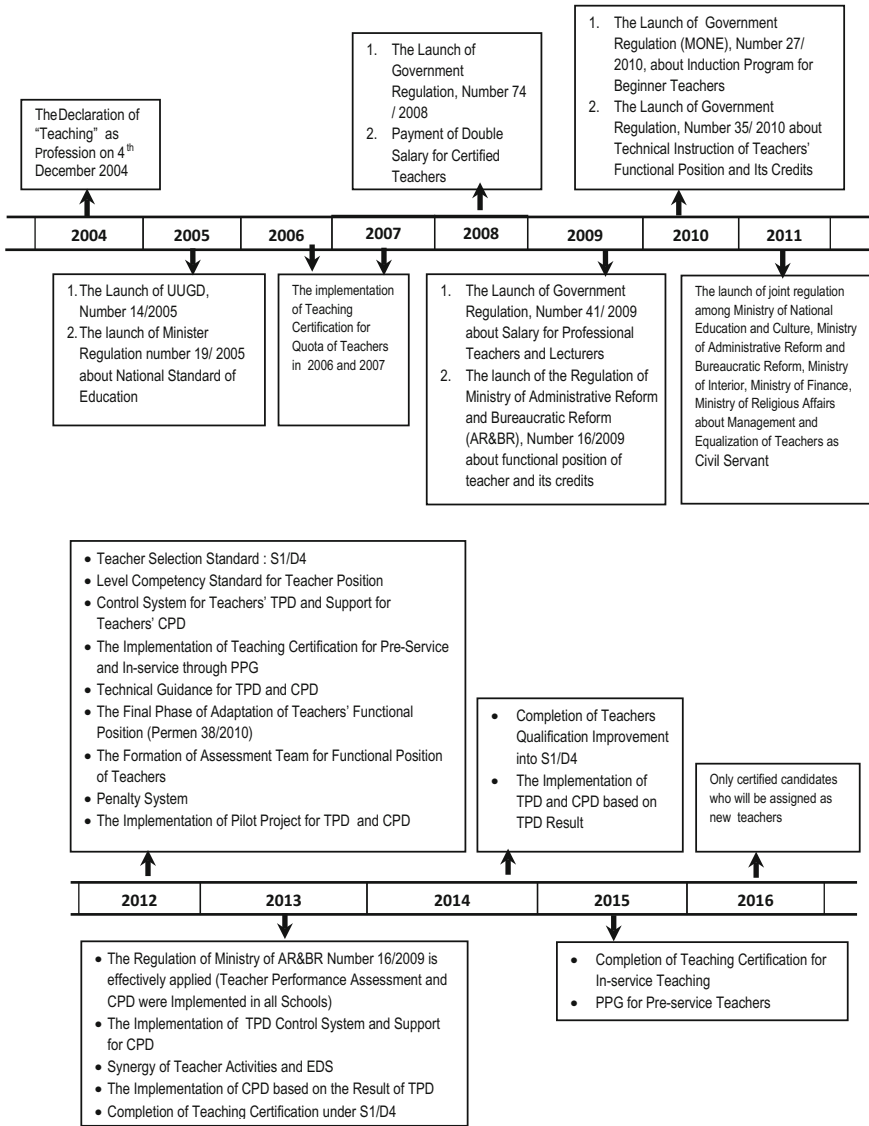 1. The Launch of
Government
Regulation, Number 74
/ 2008
2. Payment of Double
Salary for Certified
Teachers
1. The Launch of Government
Regulation (MONE), Number 27/
2010, about Induction Program for
Beginner Teachers
2. The Launch of Government
Regulation, Number 35/ 2010 about
Technical Instruction of Teachers'
Functional Position and Its Credits
The Declaration of
"Teaching" as
Profession on 4th
December 2004
2004 2005 2006 2007 2008 2009 2010 2011
1. The Launch of UUGD,
Number 14/2005
2. The launch of Minister
Regulation number 19/ 2005
about National Standard of
Education
The implementation
of Teaching
Certification for
Quota of Teachers
in 2006 and 2007
1. The Launch of Government
Regulation, Number 41/ 2009
about Salary for Professional
Teachers and Lecturers
2. The launch of the Regulation of
Ministry of Administrative Reform
and Bureaucratic Reform
(AR&BR), Number 16/2009
about functional position of
teacher and its credits
The launch of joint regulation
among Ministry of National
Education and Culture, Ministry
of Administrative Reform and
Bureaucratic Reform, Ministry
of Interior, Ministry of Finance,
Ministry of Religious Affairs
about Management and
Equalization of Teachers as
Civil Servant
• Teacher Selection Standard : S1/D4
• Level Competency Standard for Teacher Position
• Control System for Teachers' TPD and Support for
Teachers' CPD
• The Implementation of Teaching Certification for Pre-Service
and In-service through PPG
• Technical Guidance for TPD and CPD
• The Final Phase of Adaptation of Teachers' Functional
Position (Permen 38/2010)
• The Formation of Assessment Team for Functional Position
of Teachers
• Penalty System
• The Implementation of Pilot Project for TPD and CPD
• Completion of Teachers
Qualification Improvement
into S1/D4
• The Implementation of
TPD and CPD based on
TPD Result
Only certified candidates
who will be assigned as
new teachers
2012 2013 2014 2015 2016
• The Regulation of Ministry of AR&BR Number 16/2009 is
effectively applied (Teacher Performance Assessment and
CPD were Implemented in all Schools)
• The Implementation of TPD Control System and Support
for CPD
• Synergy of Teacher Activities and EDS
• The Implementation of CPD based on the Result of TPD
• Completion of Teaching Certification under S1/D4
• Completion of Teaching Certification for
In-service Teaching
• PPG for Pre-service Teachers